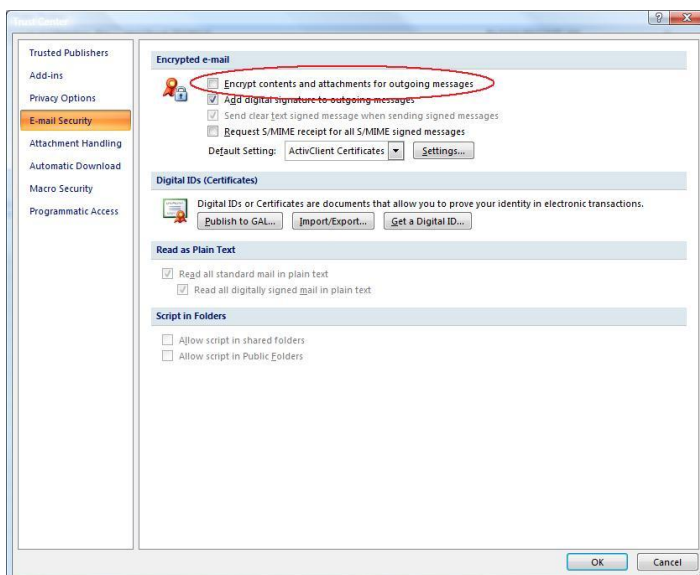 Trust Center
Trusted Publishers
Add-ins
Privacy Options
E-mail Security
Attachment Handling
Automatic Download
Macro Security
Programmatic Access
Encrypted e-mail
Encrypt contents and attachments for outgoing messages
Add digital signature to outgoing messages
Send clear text signed message when sending signed messages
Request S/MIME receipt for all S/MIME signed messages
Default Setting: ActivClient Certificates Settings...
Digital IDs (Certificates)
Digital IDs or Certificates are documents that allow you to prove your identity in electronic transactions.
Publish to GAL... Import/Export... Get a Digital ID...
Read as Plain Text
Read all standard mail in plain text
Read all digitally signed mail in plain text
Script in Folders
Allow script in shared folders
Allow script in Public Folders
OK Cancel